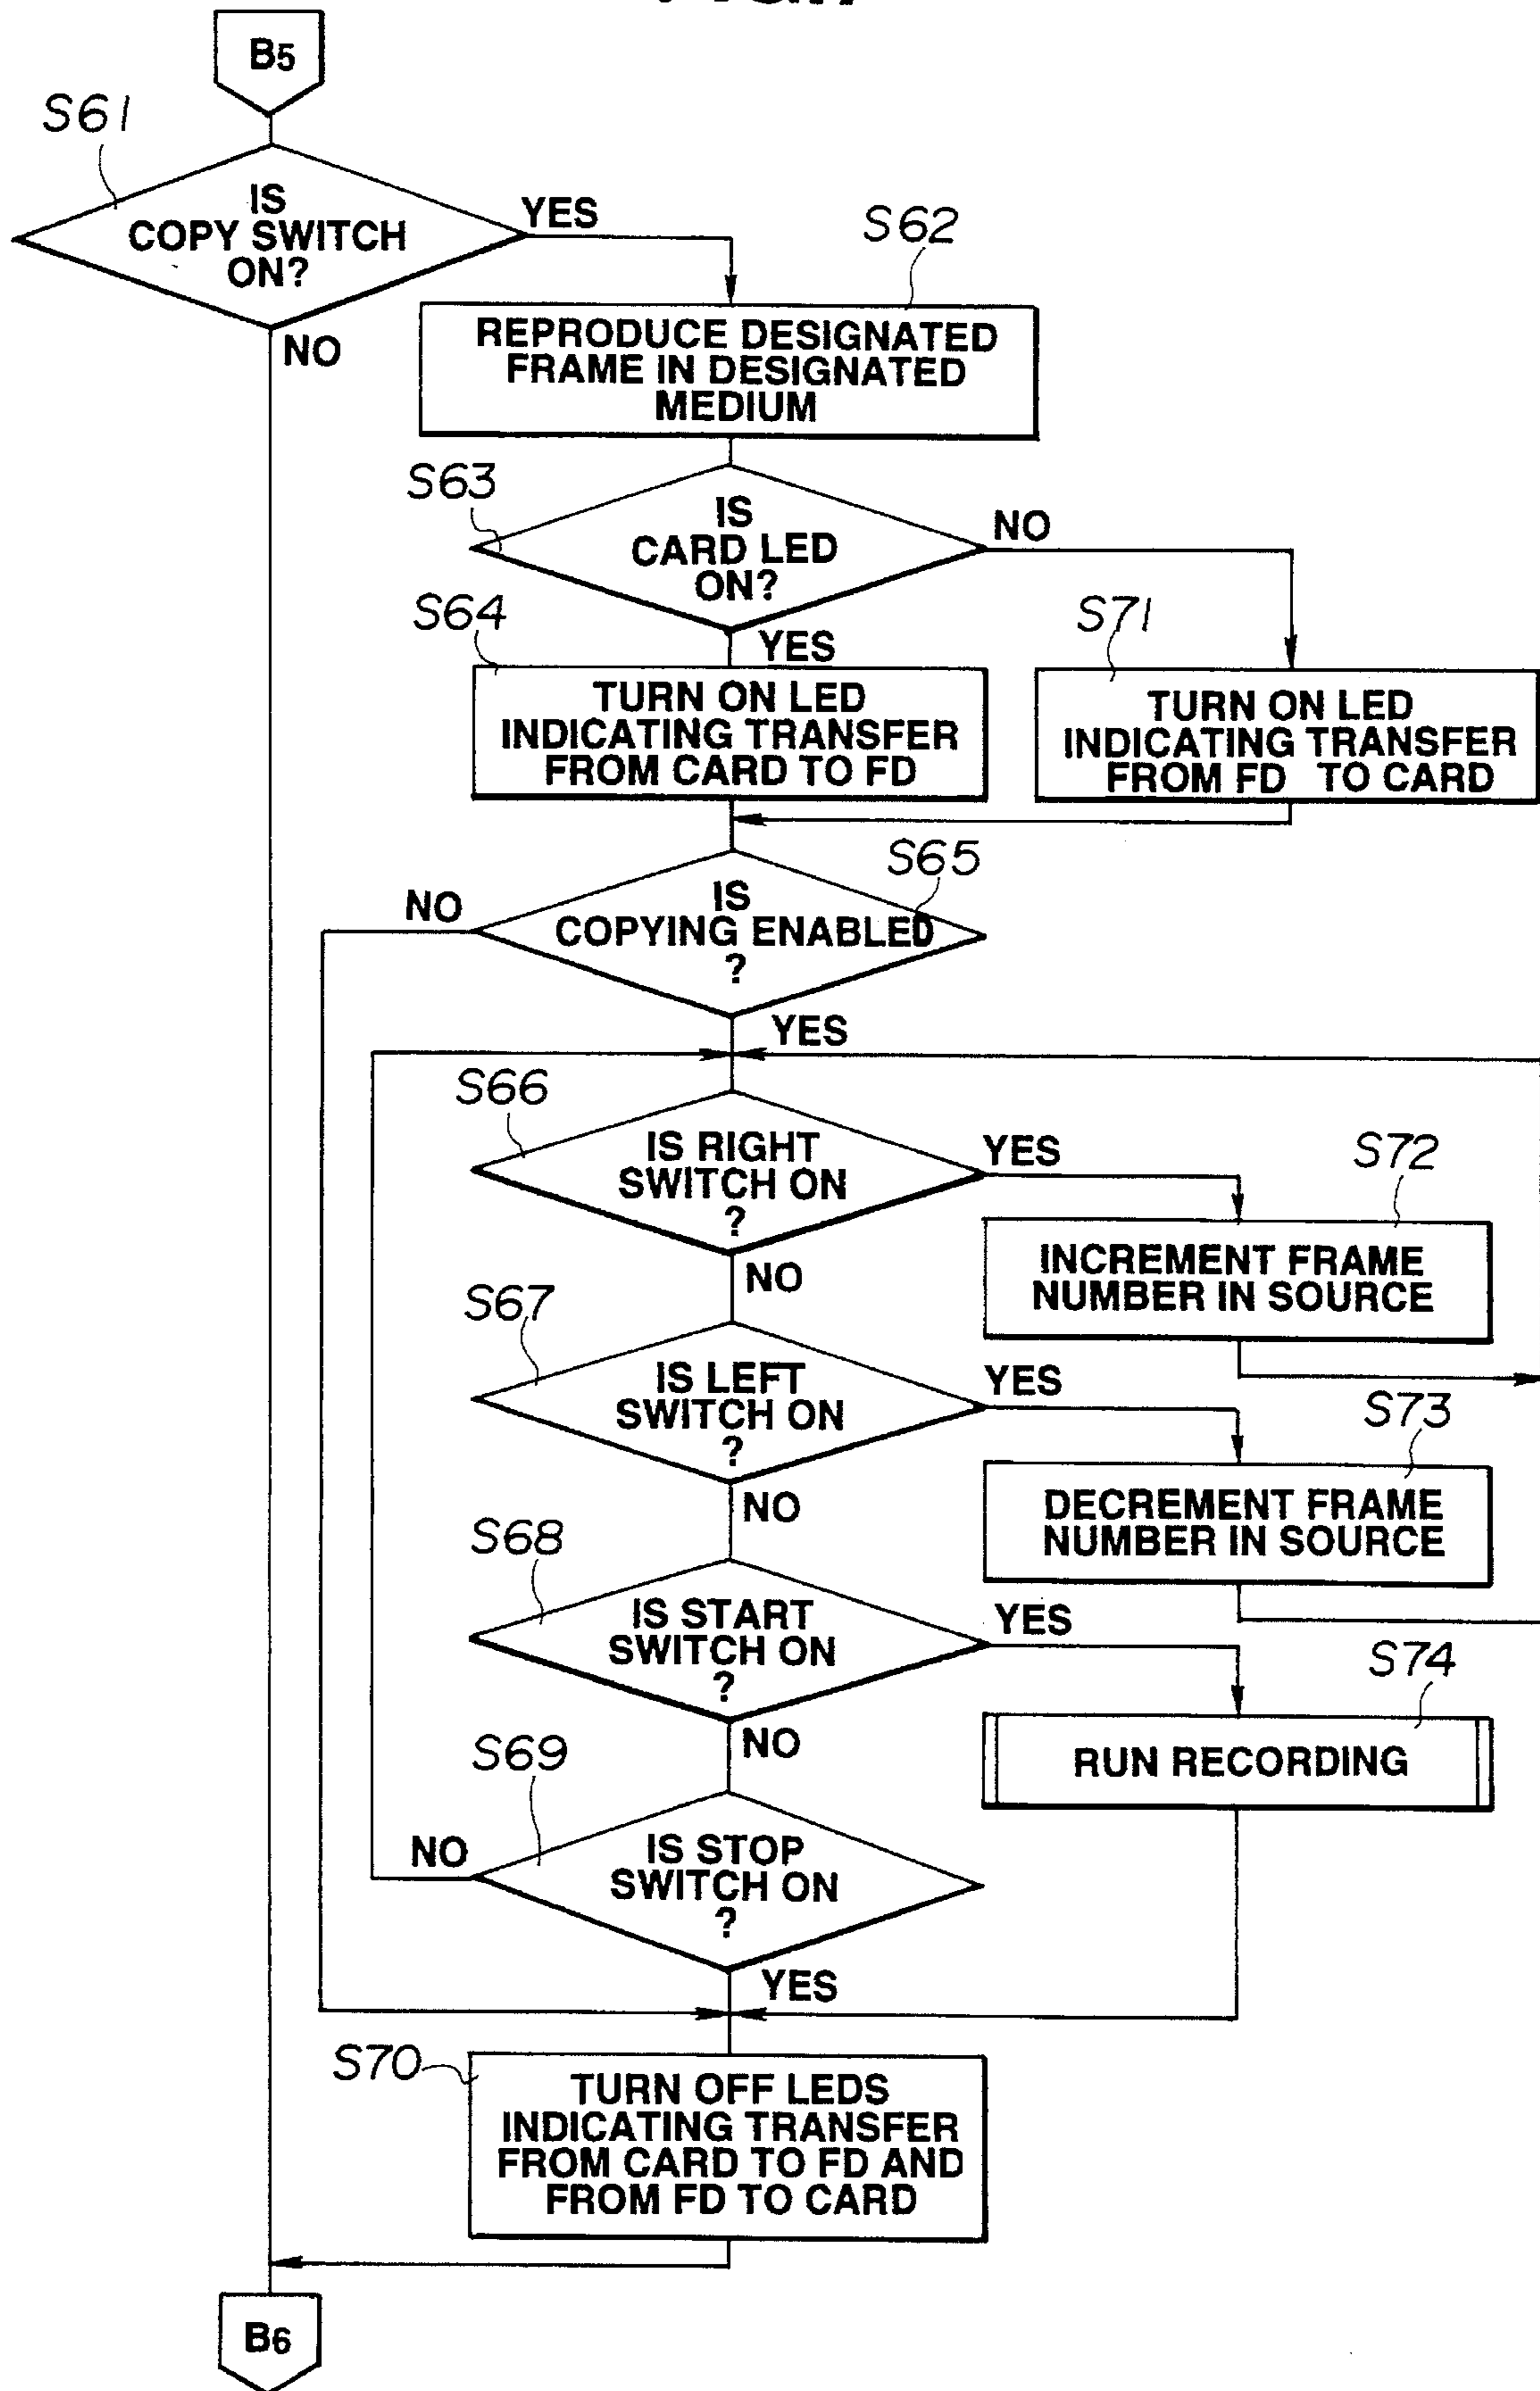 B5
S61
IS
COPY SWITCH
ON?
YES
NO
S62
REPRODUCE DESIGNATED
FRAME IN DESIGNATED
MEDIUM
S63
IS
CARD LED
ON?
NO
YES
S64
TURN ON LED
INDICATING TRANSFER
FROM CARD TO FD
S71
TURN ON LED
INDICATING TRANSFER
FROM FD TO CARD
S65
IS
COPYING ENABLED
?
NO
YES
S66
IS RIGHT
SWITCH ON
?
YES
NO
S72
INCREMENT FRAME
NUMBER IN SOURCE
S67
IS LEFT
SWITCH ON
?
YES
NO
S73
DECREMENT FRAME
NUMBER IN SOURCE
S68
IS START
SWITCH ON
?
YES
NO
S74
RUN RECORDING
S69
IS STOP
SWITCH ON
?
NO
YES
S70
TURN OFF LEDS
INDICATING TRANSFER
FROM CARD TO FD AND
FROM FD TO CARD
B6